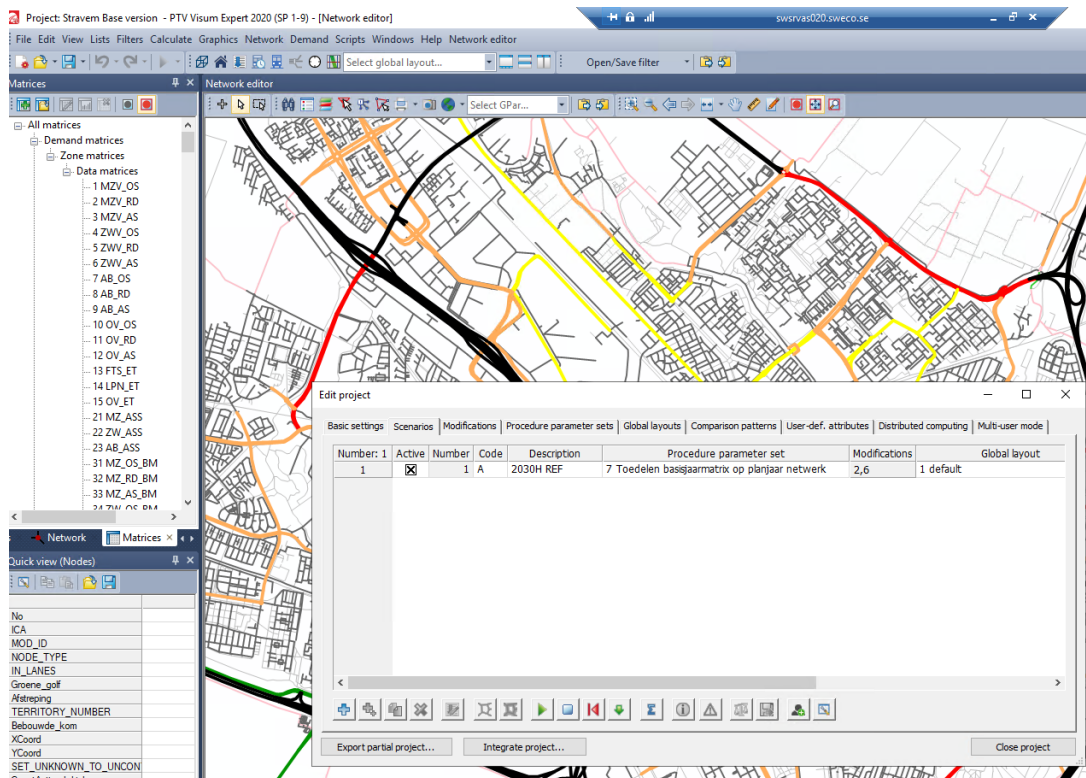 Project: Stravem Base version - PTV Visum Expert 2020 (SP 1-9) - [Network editor]
swsrvas020.sweco.se
File Edit View Lists Filters Calculate Graphics Network Demand Scripts Windows Help Network editor
Select global layout...
Open/Save filter
Matrices
Network editor
Select GPar...
All matrices
Demand matrices
Zone matrices
Data matrices
1 MZV_OS
2 MZV_RD
3 MZV_AS
4 ZWV_OS
5 ZWV_RD
6 ZWV_AS
7 AB_OS
8 AB_RD
9 AB_AS
10 OV_OS
11 OV_RD
12 OV_AS
13 FTS_ET
14 LPN_ET
15 OV_ET
21 MZ_ASS
22 ZW_ASS
23 AB_ASS
31 MZ_OS_BM
32 MZ_RD_BM
33 MZ_AS_BM
34 ZW_OS_BM
Network
Matrices
Quick view (Nodes)
No
ICA
MOD_ID
NODE_TYPE
IN_LANES
Groene_golf
Afstreping
TERRITORY_NUMBER
Bebouwde_kom
XCoord
YCoord
SET_UNKNOWN_TO_UNCON
Edit project
Basic settings Scenarios Modifications Procedure parameter sets Global layouts Comparison patterns User-def. attributes Distributed computing Multi-user mode
Number: 1 Active Number Code Description Procedure parameter set Modifications Global layout
1 1 A 2030H REF 7 Toedelen basisjaarmatrix op planjaar netwerk 2,6 1 default
Export partial project...
Integrate project...
Close project